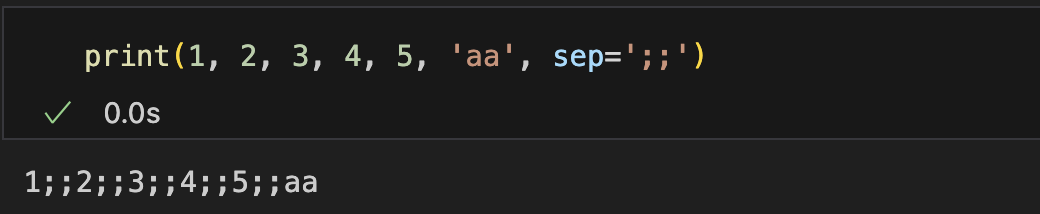 print(1, 2, 3, 4, 5, 'aa', sep=';;')
0.0s
1;;2;;3;;4;;5;;aa